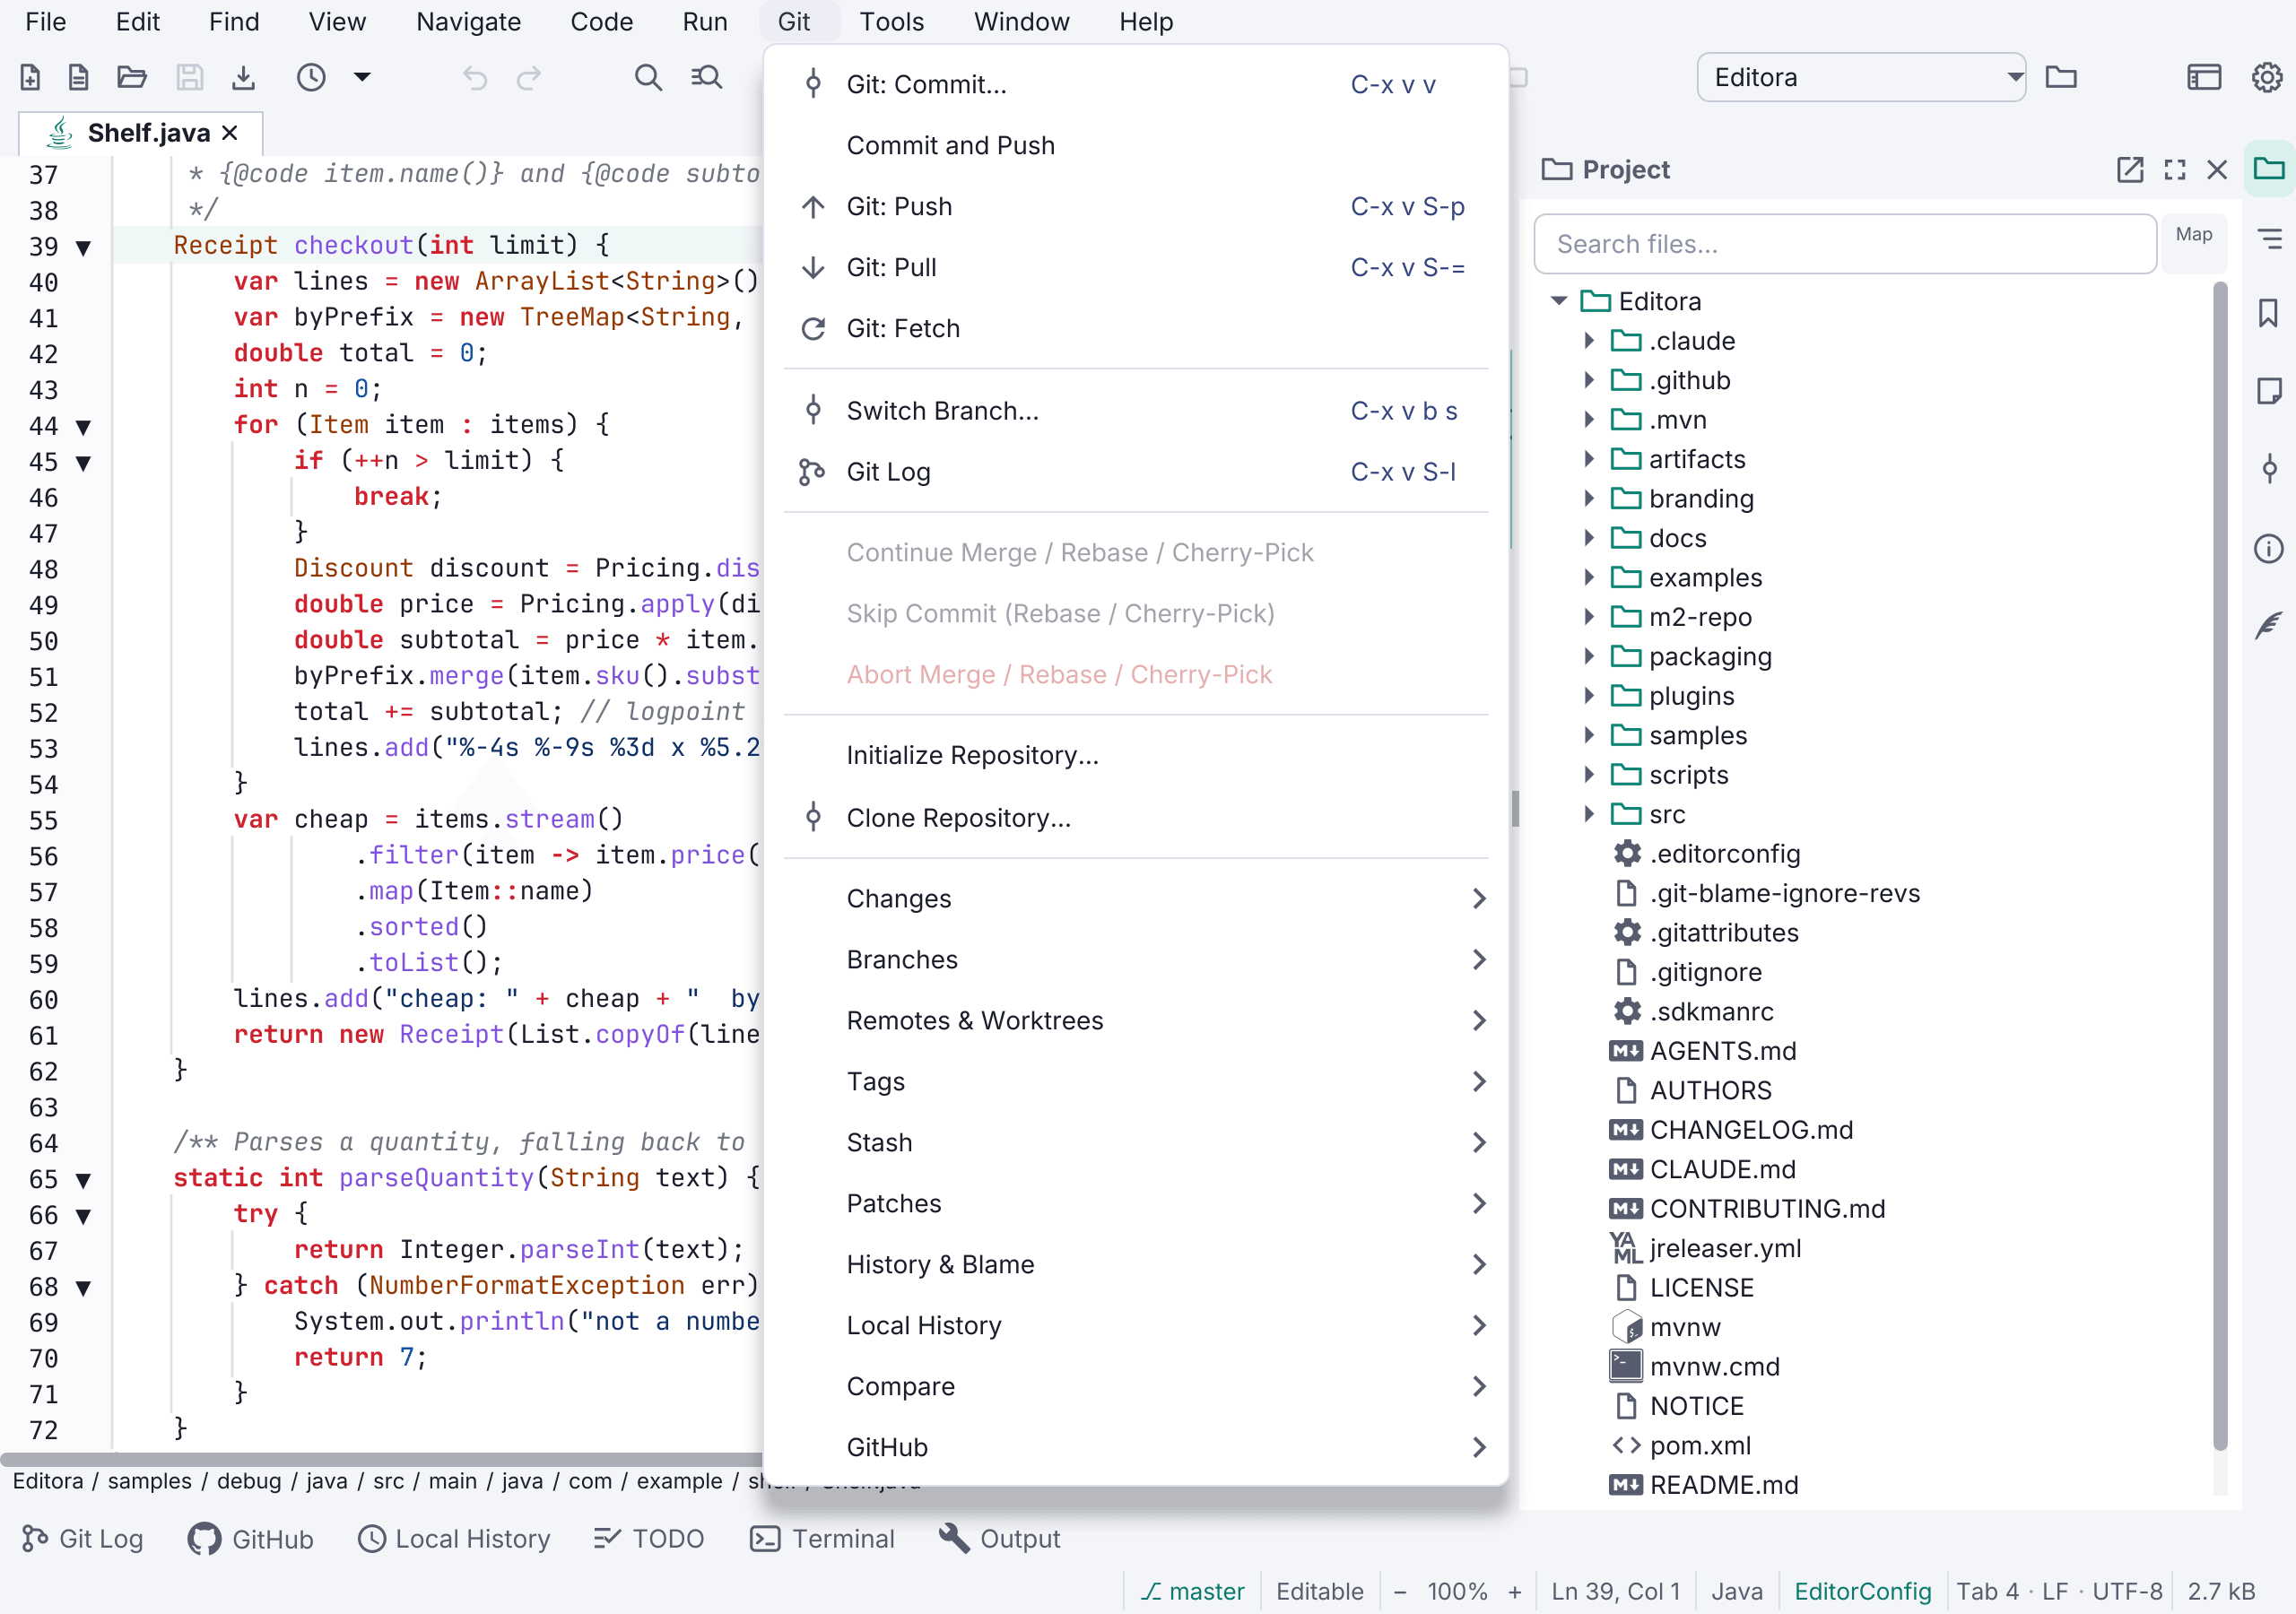 File Edit Find View Navigate Code Run Git Tools Window Help
Editora
Shelf.java
37 * {@code item.name()} and {@code subto
38 */
39 Receipt checkout(int limit) {
40 var lines = new ArrayList<String>()
41 var byPrefix = new TreeMap<String,
42 double total = 0;
43 int n = 0;
44 for (Item item : items) {
45 if (++n > limit) {
46 break;
47 }
48 Discount discount = Pricing.dis
49 double price = Pricing.apply(di
50 double subtotal = price * item.
51 byPrefix.merge(item.sku().subst
52 total += subtotal; // logpoint
53 lines.add("%-4s %-9s %3d x %5.2
54 }
55 var cheap = items.stream()
56 .filter(item -> item.price(
57 .map(Item::name)
58 .sorted()
59 .toList();
60 lines.add("cheap: " + cheap + "  by
61 return new Receipt(List.copyOf(line
62 }
63
64 /** Parses a quantity, falling back to
65 static int parseQuantity(String text) {
66 try {
67 return Integer.parseInt(text);
68 } catch (NumberFormatException err)
69 System.out.println("not a numbe
70 return 7;
71 }
72 }
Git: Commit... C-x v v
Commit and Push
Git: Push C-x v S-p
Git: Pull C-x v S-=
Git: Fetch
Switch Branch... C-x v b s
Git Log C-x v S-l
Continue Merge / Rebase / Cherry-Pick
Skip Commit (Rebase / Cherry-Pick)
Abort Merge / Rebase / Cherry-Pick
Initialize Repository...
Clone Repository...
Changes
Branches
Remotes & Worktrees
Tags
Stash
Patches
History & Blame
Local History
Compare
GitHub
Project
Search files...
Map
Editora
.claude
.github
.mvn
artifacts
branding
docs
examples
m2-repo
packaging
plugins
samples
scripts
src
.editorconfig
.git-blame-ignore-revs
.gitattributes
.gitignore
.sdkmanrc
AGENTS.md
AUTHORS
CHANGELOG.md
CLAUDE.md
CONTRIBUTING.md
jreleaser.yml
LICENSE
mvnw
mvnw.cmd
NOTICE
pom.xml
README.md
Editora / samples / debug / java / src / main / java / com / example /
Git Log GitHub Local History TODO Terminal Output
master Editable − 100% + Ln 39, Col 1 Java EditorConfig Tab 4 · LF · UTF-8 2.7 kB